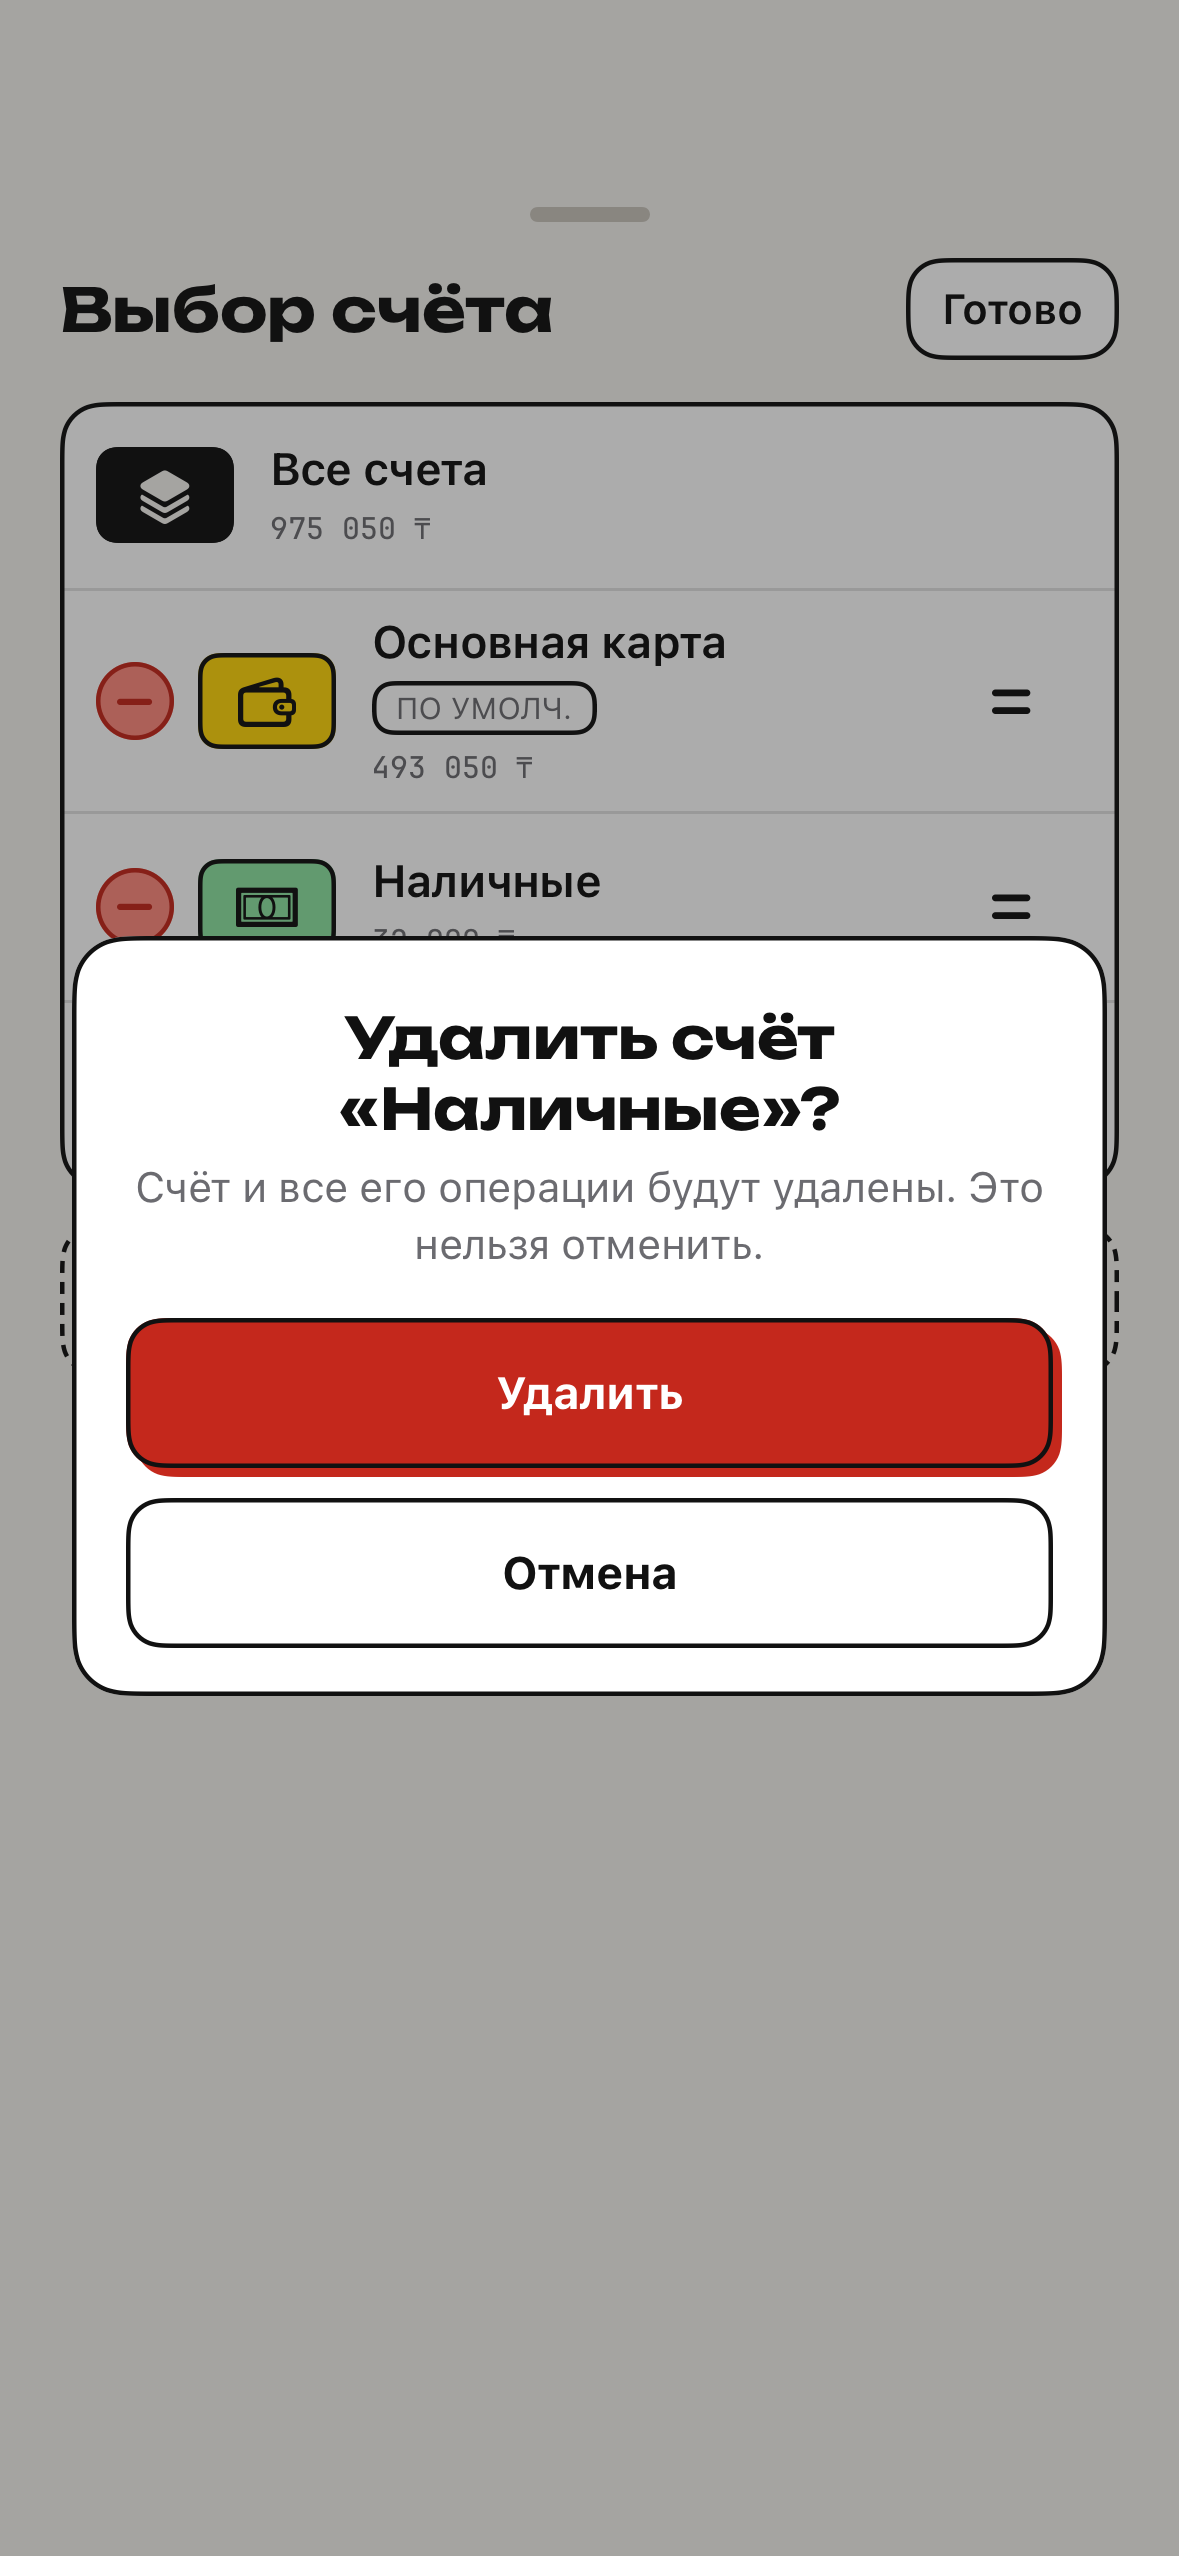 Выбор счёта
Готово
Все счета
975 050 ₸
Основная карта
ПО УМОЛЧ.
493 050 ₸
Наличные
Удалить счёт
«Наличные»?
Счёт и все его операции будут удалены. Это
нельзя отменить.
Удалить
Отмена